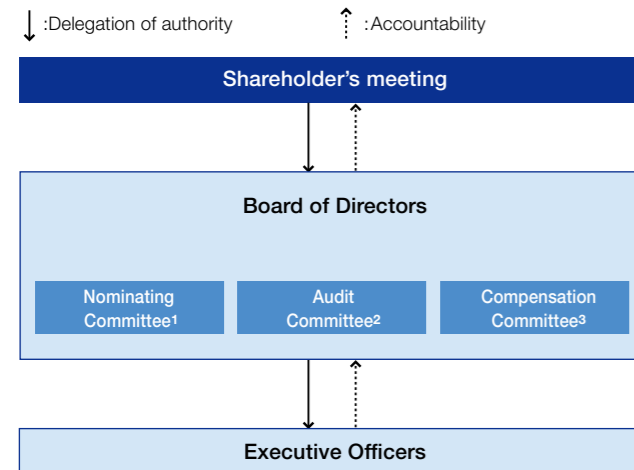 :Delegation of authority
:Accountability
Shareholder's meeting
Board of Directors
Nominating
Committee1
Audit
Committee2
Compensation
Committee3
Executive Officers